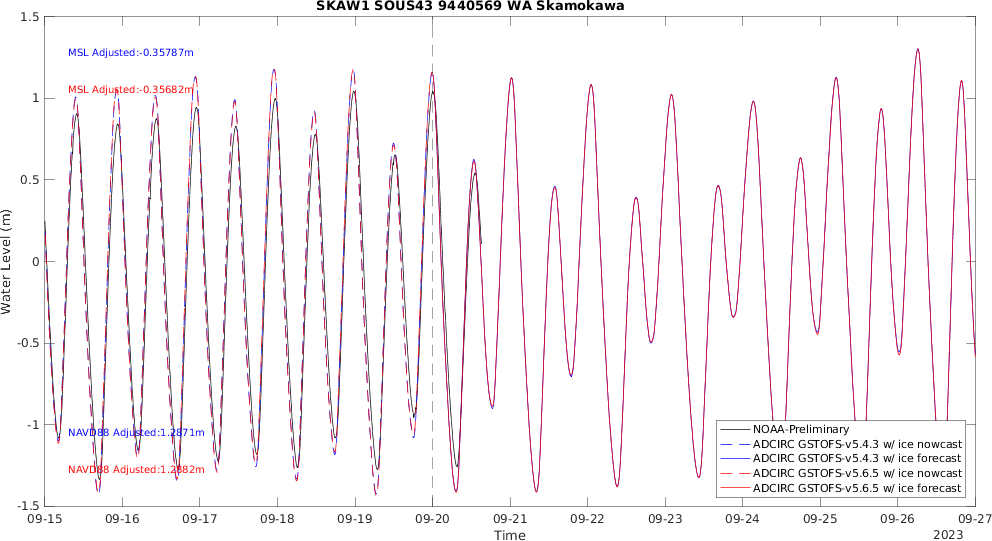 SKAW1 SOUS43 9440569 WA Skamokawa
1.5
1
0.5
0
-0.5
-1
-1.5
Water Level (m)
MSL Adjusted:-0.35787m
MSL Adjusted:-0.35682m
NAVD88 Adjusted:1.2871m
NAVD88 Adjusted:1.2882m
NOAA-Preliminary
ADCIRC GSTOFS-v5.4.3 w/ ice nowcast
ADCIRC GSTOFS-v5.4.3 w/ ice forecast
ADCIRC GSTOFS-v5.6.5 w/ ice nowcast
ADCIRC GSTOFS-v5.6.5 w/ ice forecast
09-15 09-16 09-17 09-18 09-19 09-20 09-21 09-22 09-23 09-24 09-25 09-26 09-27
Time
2023